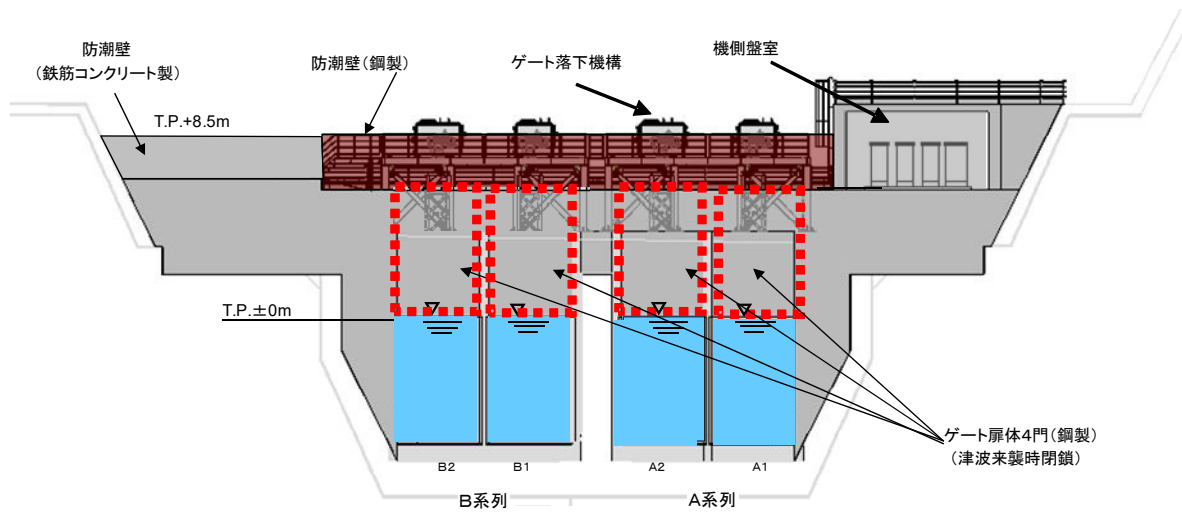 防潮壁
(鉄筋コンクリート製)
防潮壁(鋼製)
ゲート落下機構
機側盤室
T.P.+8.5m
T.P.±0m
ゲート扉体4門(鋼製)
(津波来襲時閉鎖)
B2 B1 A2 A1
B系列 A系列